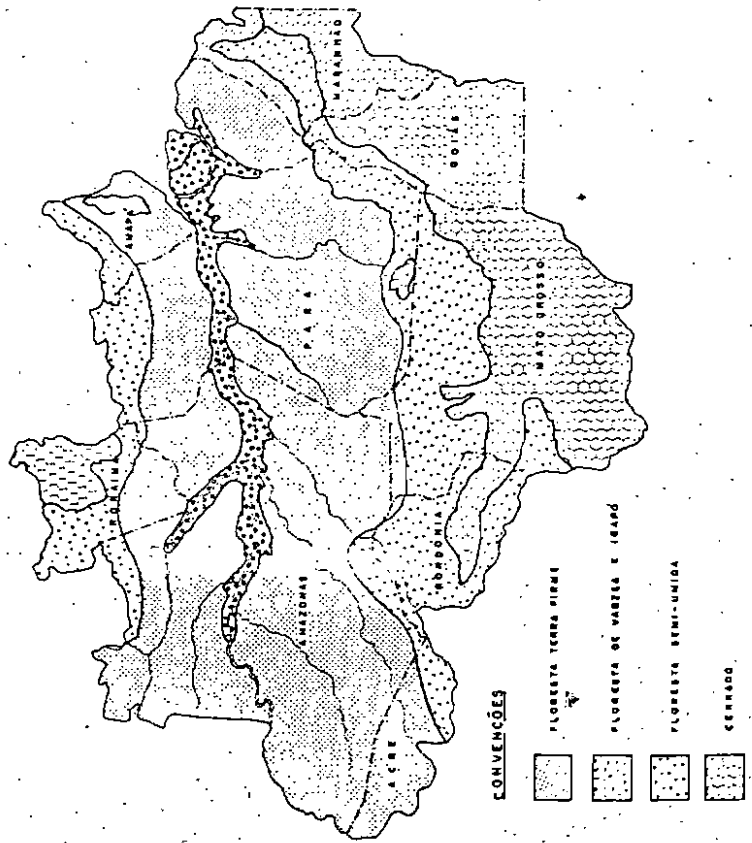 RORAIMA
AMAPÁ
AMAZONAS
PARÁ
MARANHÃO
ACRE
RONDÔNIA
MATO GROSSO
GOIÁS
CONVENÇÕES
FLORESTA TERRA FIRME
FLORESTA DE VARZEA E IGAPÓ
FLORESTA SEMI-UMIDA
CERRADO